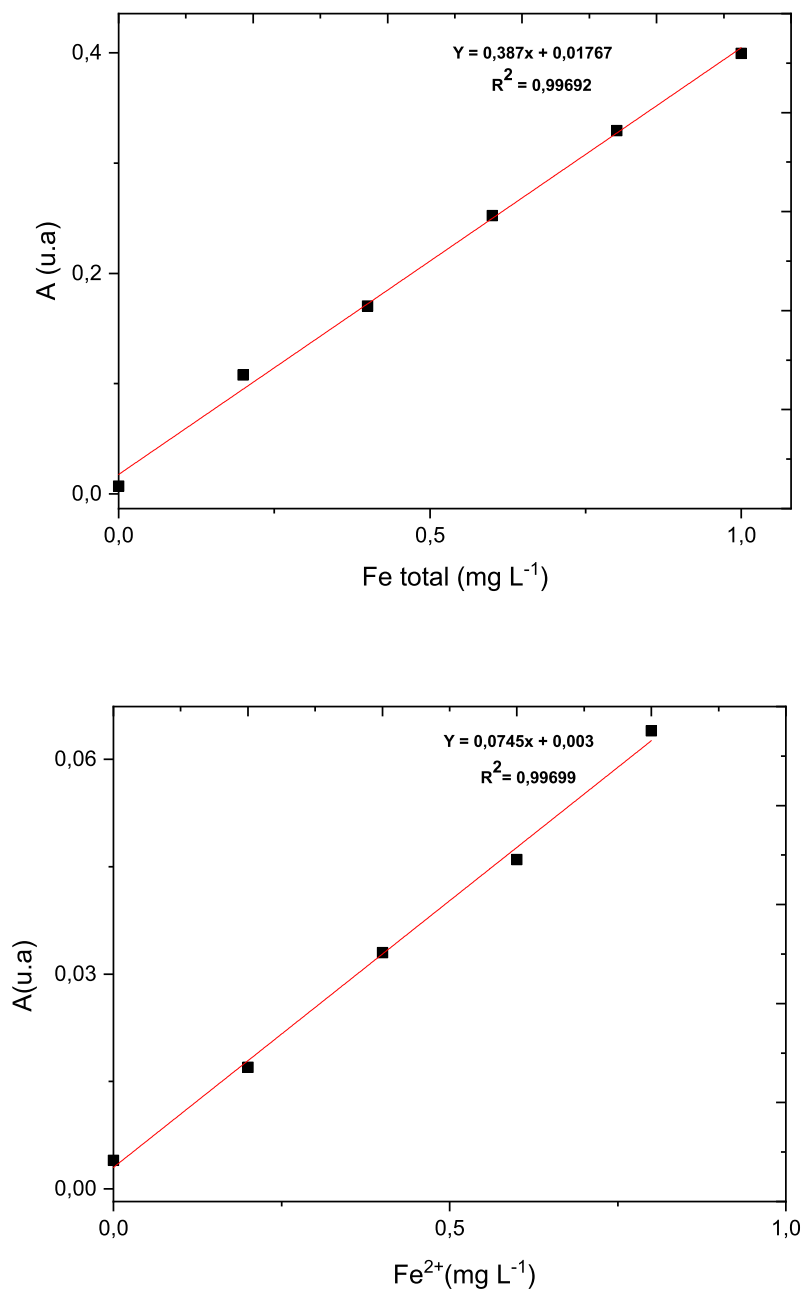 Y = 0,387x + 0,01767
R² = 0,99692
0,4
0,2
0,0
A (u.a)
0,0 0,5 1,0
Fe total (mg L⁻¹)
Y = 0,0745x + 0,003
R²= 0,99699
0,06
0,03
0,00
A(u.a)
0,0 0,5 1,0
Fe²⁺(mg L⁻¹)